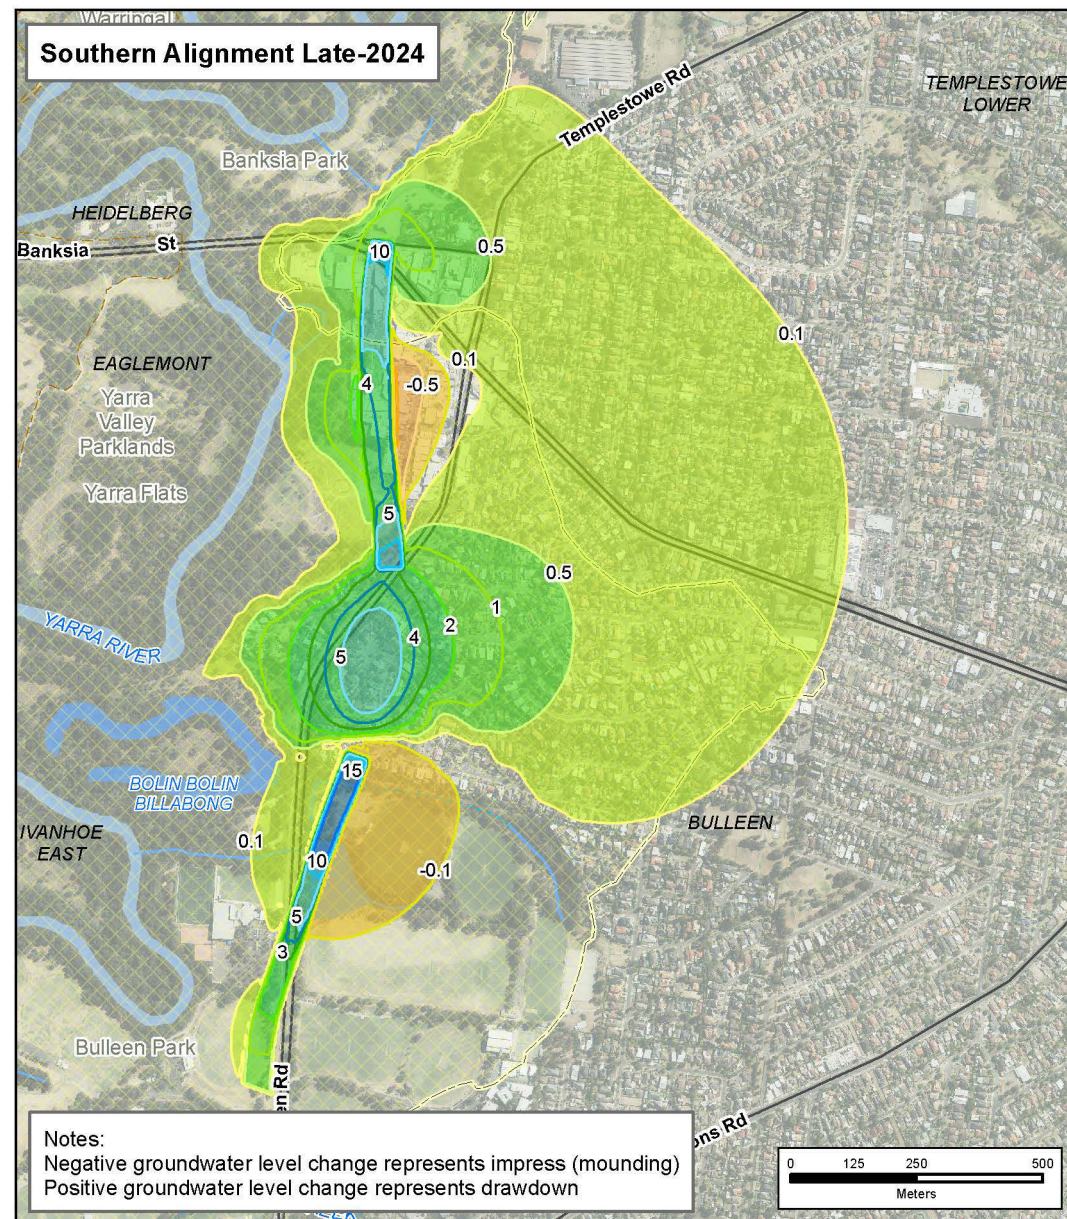 Warringal
Southern Alignment Late-2024
TEMPLESTOWE
LOWER
Templestowe Rd
Banksia Park
HEIDELBERG
Banksia St
10
0.5
0.1
EAGLEMONT
0.1
4
-0.5
Yarra
Valley
Parklands
Yarra Flats
5
0.5
1
2
4
5
YARRA RIVER
15
BOLIN BOLIN
BILLABONG
BULLEEN
IVANHOE
EAST
0.1
10
-0.1
5
3
Bulleen Park
en Rd
ons Rd
Notes:
Negative groundwater level change represents impress (mounding)
Positive groundwater level change represents drawdown
0 125 250 500
Meters